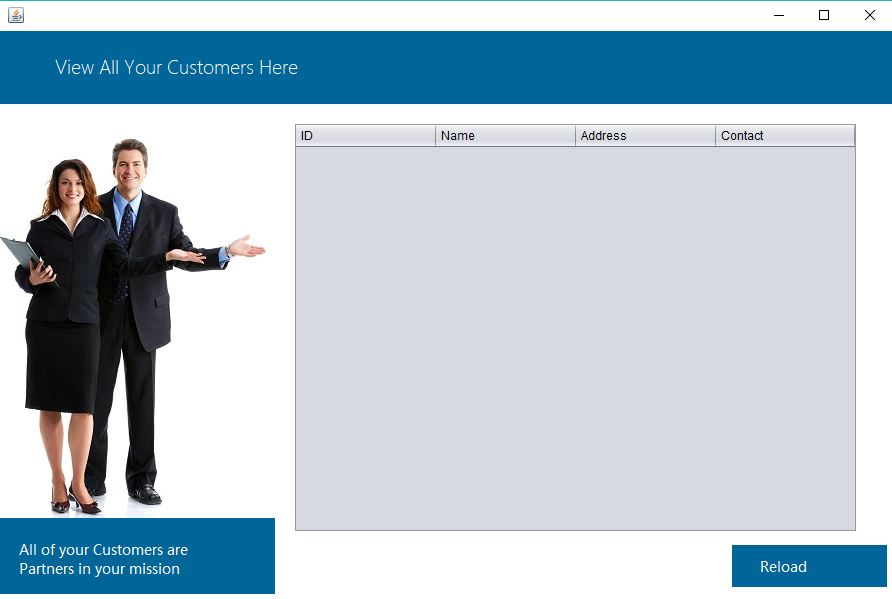 View All Your Customers Here
ID Name Address Contact
All of your Customers are
Partners in your mission
Reload